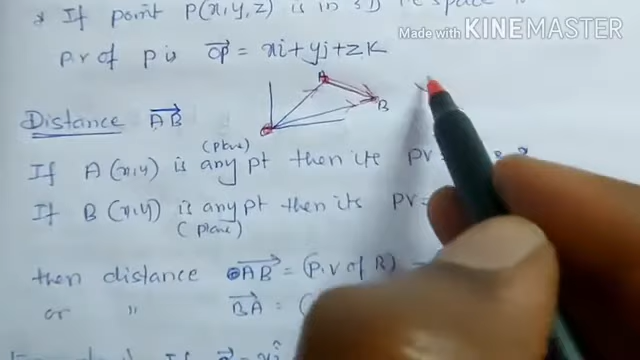 * If point P(x,y,z) is in 3D space
Made with KINEMASTER
P.V of P is OP = xi+yj+zk
A
B
Distance AB
(plane)
If A(x,y) is any pt then its PV=
If B(x,y) is any pt then its PV=
(plane)
then distance AB = (P.V of B) -
or " BA = (